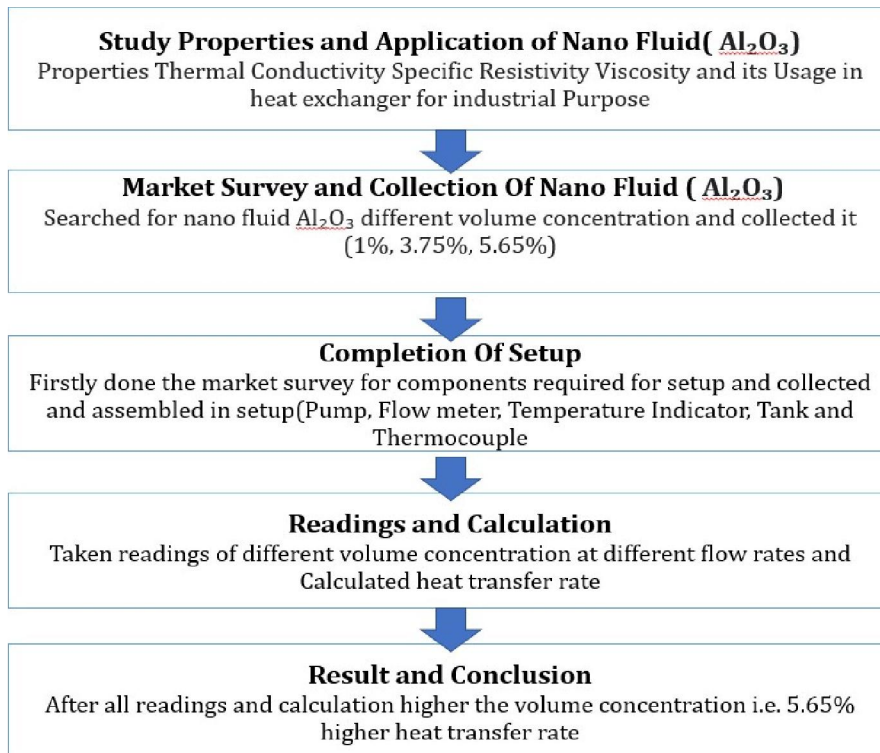 Study Properties and Application of Nano Fluid( Al₂O₃)
Properties Thermal Conductivity Specific Resistivity Viscosity and its Usage in
heat exchanger for industrial Purpose
Market Survey and Collection Of Nano Fluid ( Al₂O₃)
Searched for nano fluid Al₂O₃ different volume concentration and collected it
(1%, 3.75%, 5.65%)
Completion Of Setup
Firstly done the market survey for components required for setup and collected
and assembled in setup(Pump, Flow meter, Temperature Indicator, Tank and
Thermocouple
Readings and Calculation
Taken readings of different volume concentration at different flow rates and
Calculated heat transfer rate
Result and Conclusion
After all readings and calculation higher the volume concentration i.e. 5.65%
higher heat transfer rate